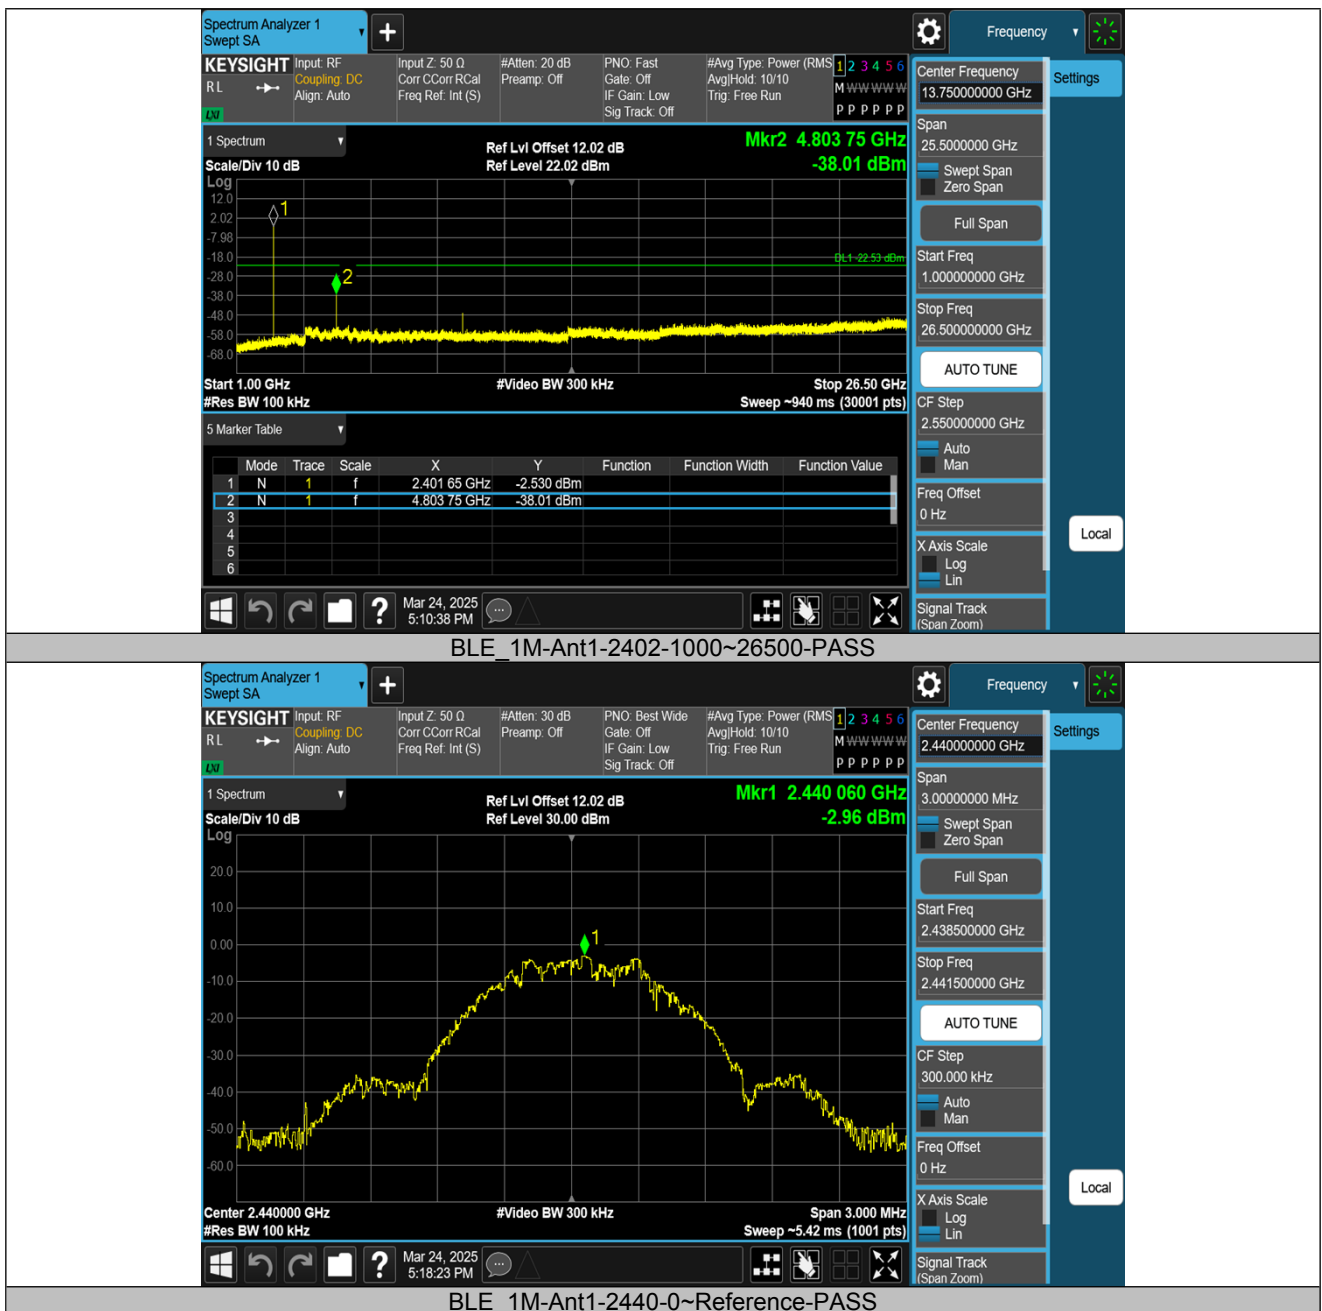 Spectrum Analyzer 1
Swept SA
+
Frequency
KEYSIGHT
RL
LXI
Input: RF
Coupling: DC
Align: Auto
Input Z: 50 Ω
Corr CCorr RCal
Freq Ref: Int (S)
#Atten: 20 dB
Preamp: Off
PNO: Fast
Gate: Off
IF Gain: Low
Sig Track: Off
#Avg Type: Power (RMS
Avg|Hold: 10/10
Trig: Free Run
1 2 3 4 5 6
M W W W W W
P P P P P P
Center Frequency
13.750000000 GHz
Settings
1 Spectrum
Ref Lvl Offset 12.02 dB
Mkr2 4.803 75 GHz
Scale/Div 10 dB
Ref Level 22.02 dBm
-38.01 dBm
Log
12.0
2.02
-7.98
-18.0
-28.0
-38.0
-48.0
-58.0
-68.0
1
2
DL1 -22.53 dBm
Start 1.00 GHz
#Video BW 300 kHz
Stop 26.50 GHz
#Res BW 100 kHz
Sweep ~940 ms (30001 pts)
Span
25.5000000 GHz
Swept Span
Zero Span
Full Span
Start Freq
1.000000000 GHz
Stop Freq
26.500000000 GHz
AUTO TUNE
CF Step
2.550000000 GHz
Auto
Man
Freq Offset
0 Hz
X Axis Scale
Log
Lin
Signal Track
(Span Zoom)
Local
5 Marker Table
Mode Trace Scale X Y Function Function Width Function Value
1 N 1 f 2.401 65 GHz -2.530 dBm
2 N 1 f 4.803 75 GHz -38.01 dBm
3
4
5
6
?
Mar 24, 2025
5:10:38 PM
BLE_1M-Ant1-2402-1000~26500-PASS
Spectrum Analyzer 1
Swept SA
+
Frequency
KEYSIGHT
RL
LXI
Input: RF
Coupling: DC
Align: Auto
Input Z: 50 Ω
Corr CCorr RCal
Freq Ref: Int (S)
#Atten: 30 dB
Preamp: Off
PNO: Best Wide
Gate: Off
IF Gain: Low
Sig Track: Off
#Avg Type: Power (RMS
Avg|Hold: 10/10
Trig: Free Run
1 2 3 4 5 6
M W W W W W
P P P P P P
Center Frequency
2.440000000 GHz
Settings
1 Spectrum
Ref Lvl Offset 12.02 dB
Mkr1 2.440 060 GHz
Scale/Div 10 dB
Ref Level 30.00 dBm
-2.96 dBm
Log
20.0
10.0
0.00
-10.0
-20.0
-30.0
-40.0
-50.0
-60.0
1
Center 2.440000 GHz
#Video BW 300 kHz
Span 3.000 MHz
#Res BW 100 kHz
Sweep ~5.42 ms (1001 pts)
Span
3.00000000 MHz
Swept Span
Zero Span
Full Span
Start Freq
2.438500000 GHz
Stop Freq
2.441500000 GHz
AUTO TUNE
CF Step
300.000 kHz
Auto
Man
Freq Offset
0 Hz
X Axis Scale
Log
Lin
Signal Track
(Span Zoom)
Local
?
Mar 24, 2025
5:18:23 PM
BLE_1M-Ant1-2440-0~Reference-PASS